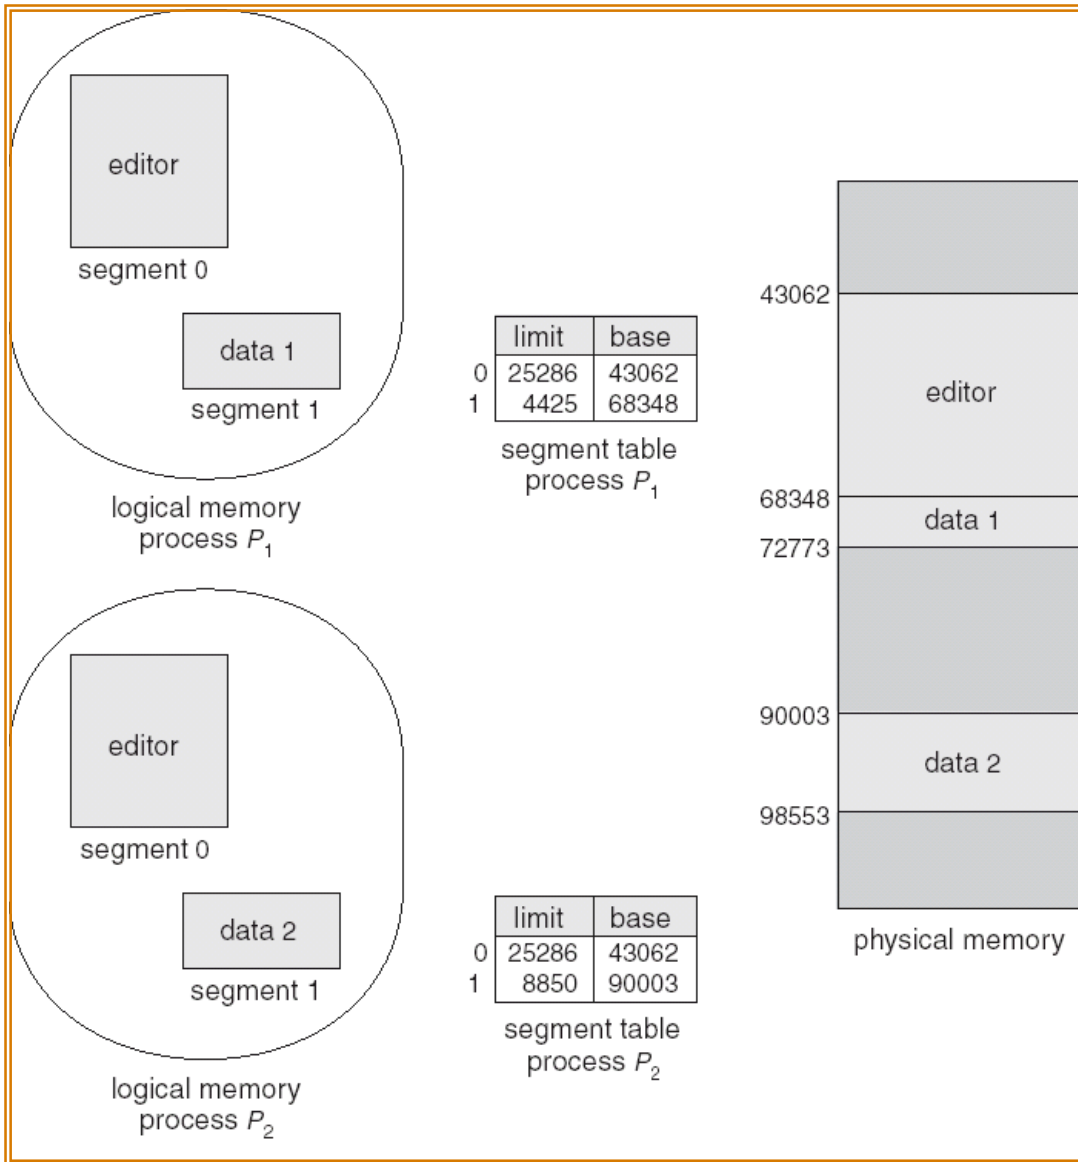 editor
segment 0
data 1
segment 1
logical memory
process P1
limit base
0 25286 43062
1 4425 68348
segment table
process P1
editor
segment 0
data 2
segment 1
logical memory
process P2
limit base
0 25286 43062
1 8850 90003
segment table
process P2
43062
editor
68348
data 1
72773
90003
data 2
98553
physical memory